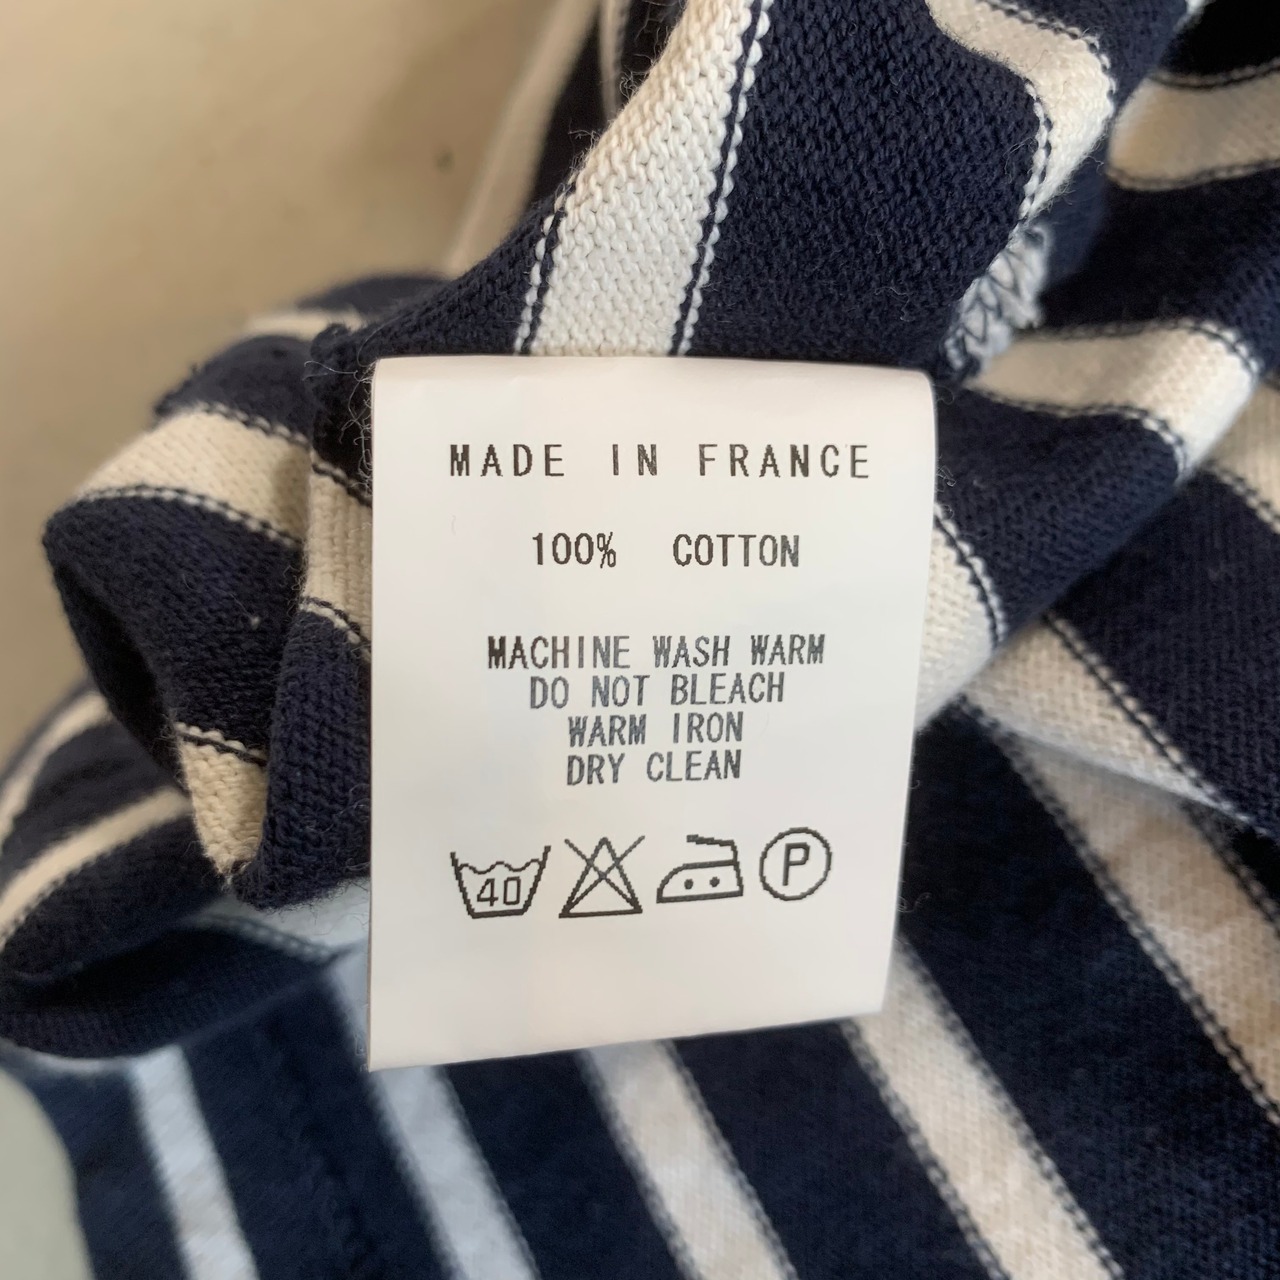 MADE IN FRANCE
100% COTTON
MACHINE WASH WARM
DO NOT BLEACH
WARM IRON
DRY CLEAN
40 P